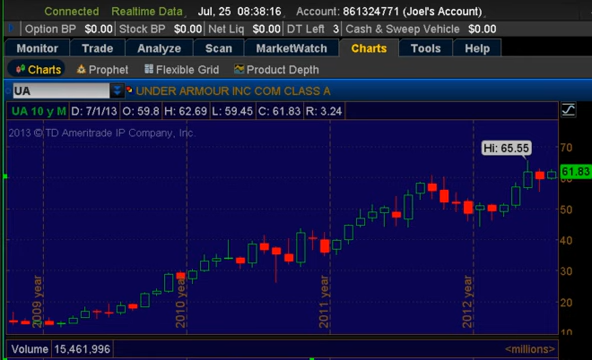 Connected Realtime Data Jul, 25 08:38:16 Account: 861324771 (Joel's Account)
Option BP $0.00 Stock BP $0.00 Net Liq $0.00 DT Left 3 Cash & Sweep Vehicle $0.00
Monitor Trade Analyze Scan MarketWatch Charts Tools Help
Charts Prophet Flexible Grid Product Depth
UA UNDER ARMOUR INC COM CLASS A
UA 10 y M D: 7/1/13 O: 59.8 H: 62.69 L: 59.45 C: 61.83 R: 3.24
2013 © TD Ameritrade IP Company, Inc.
Hi: 65.55
70
61.83
60
50
40
30
20
10
2009 year
2010 year
2011 year
2012 year
Volume 15,461,996 <millions>